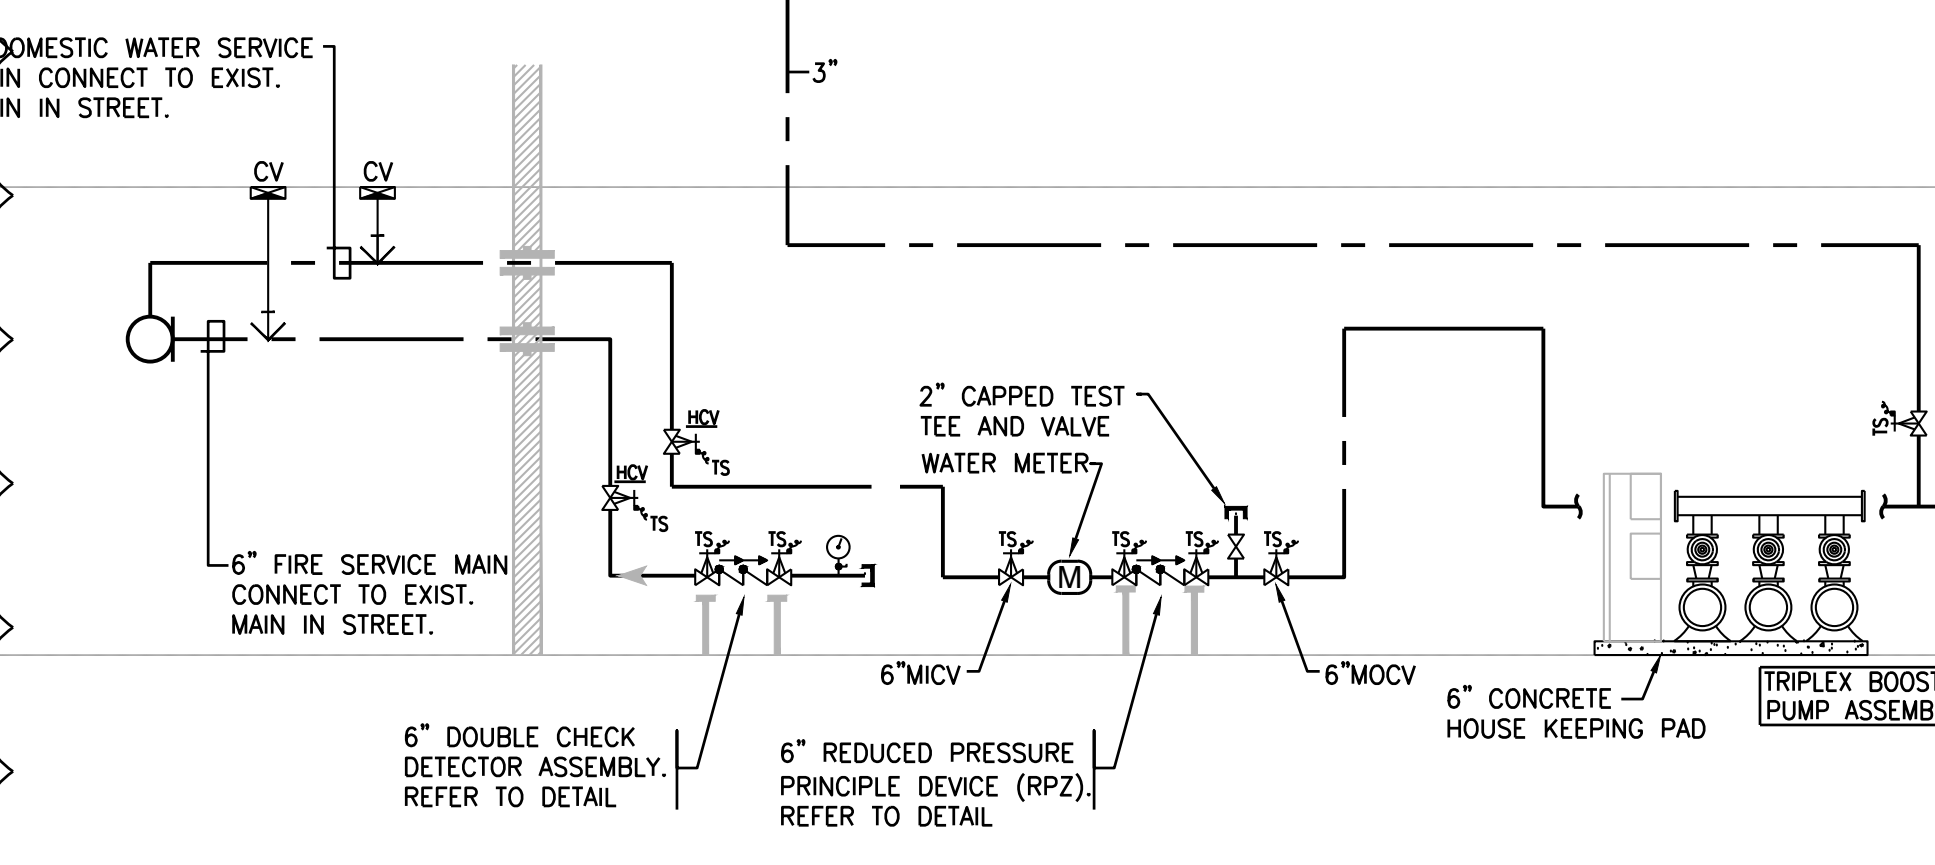 DOMESTIC WATER SERVICE
IN CONNECT TO EXIST.
IN IN STREET.
3"
CV
CV
HCV
TS
HCV
TS
2" CAPPED TEST
TEE AND VALVE
WATER METER
TS
TS
TS
TS
TS
M
TS
TS
6" FIRE SERVICE MAIN
CONNECT TO EXIST.
MAIN IN STREET.
6"MICV
6"MOCV
6" CONCRETE
HOUSE KEEPING PAD
TRIPLEX BOOST
PUMP ASSEMB
6" DOUBLE CHECK
DETECTOR ASSEMBLY.
REFER TO DETAIL
6" REDUCED PRESSURE
PRINCIPLE DEVICE (RPZ).
REFER TO DETAIL